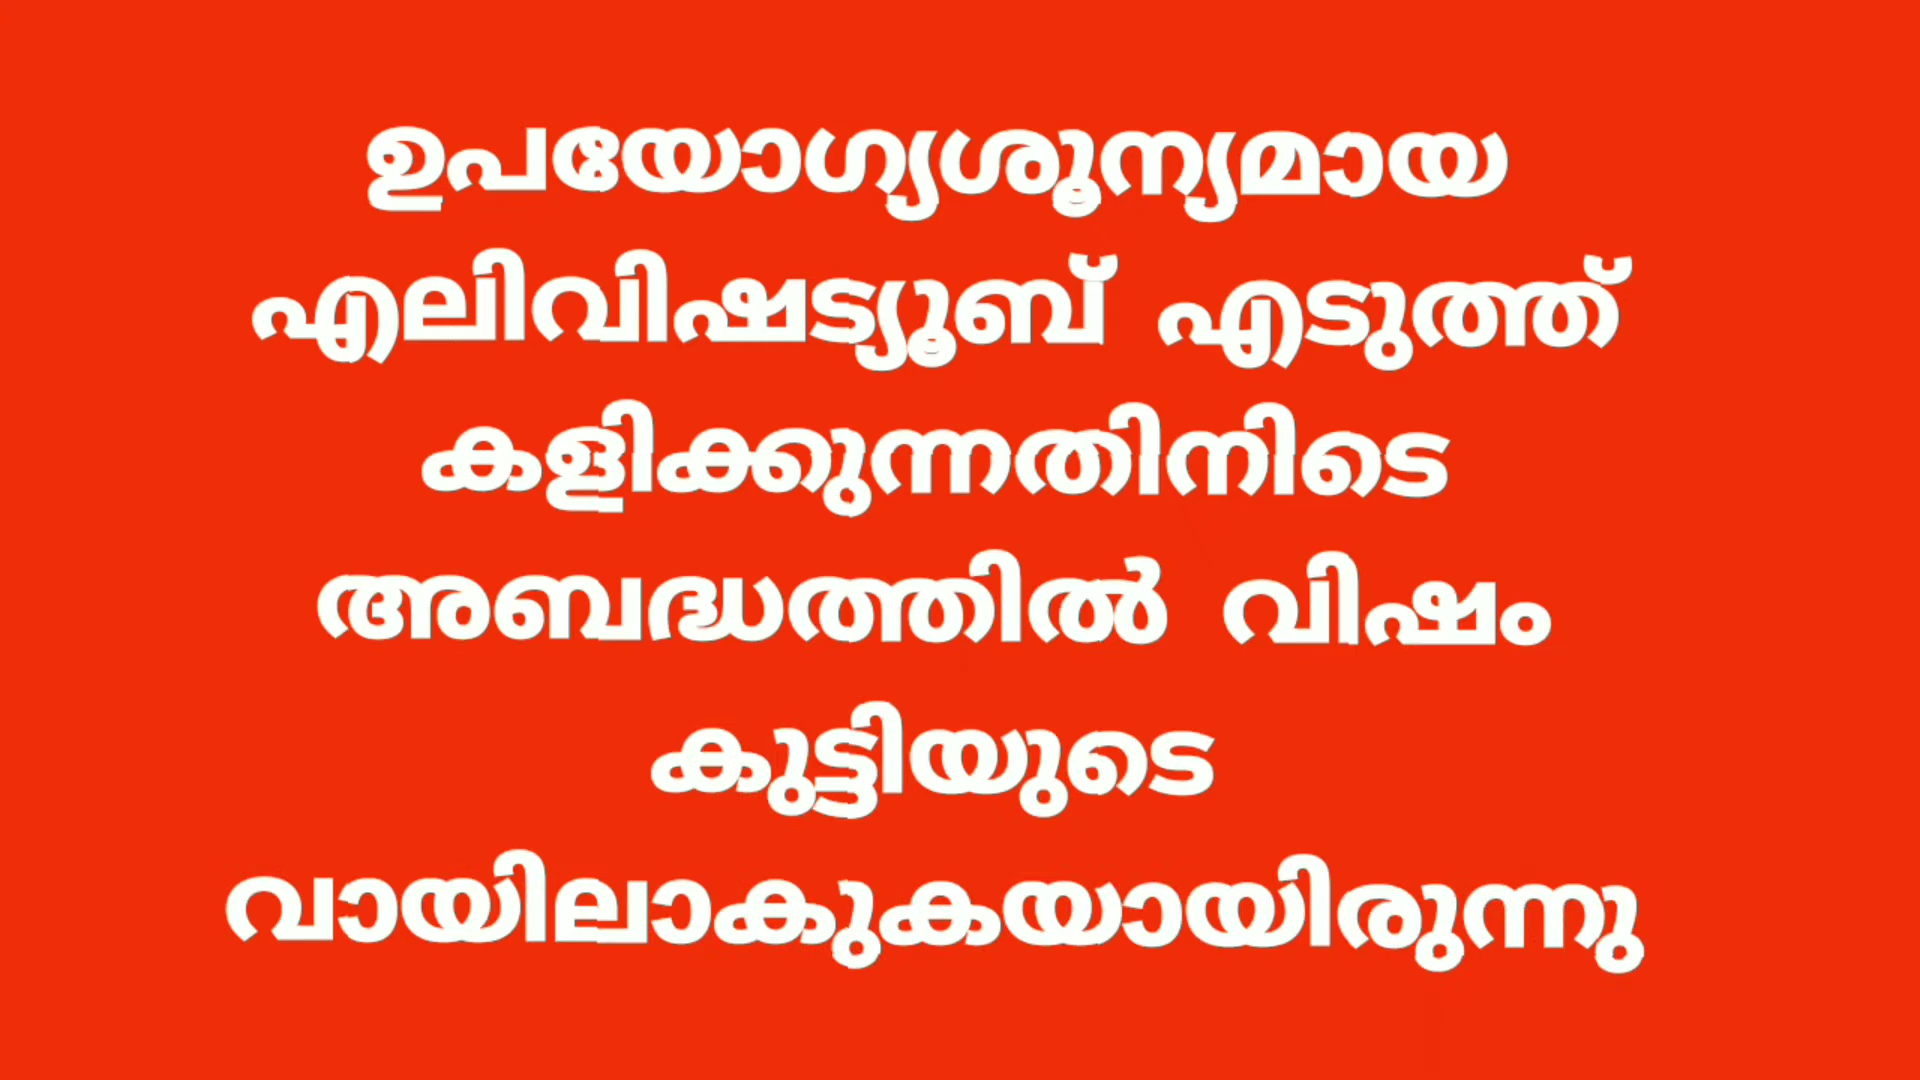 ഉപയോഗ്യശൂന്യമായ
എലിവിഷട്യൂബ് എടുത്ത്
കളിക്കുന്നതിനിടെ
അബദ്ധത്തിൽ വിഷം
കുട്ടിയുടെ
വായിലാകുകയായിരുന്നു